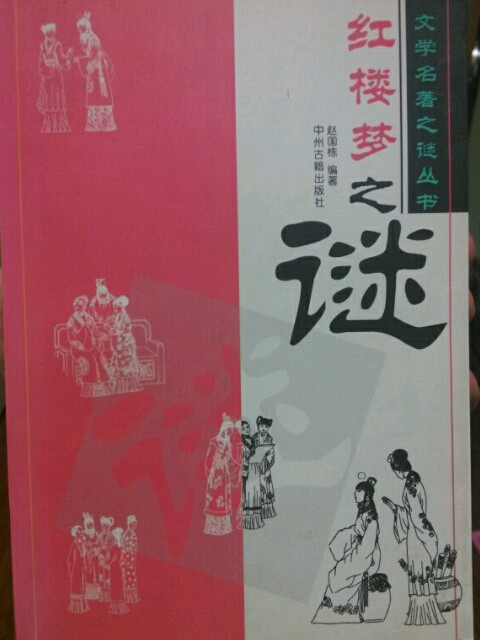 文学名著之谜丛书
红楼梦之谜
赵国栋 编著
中州古籍出版社
谜